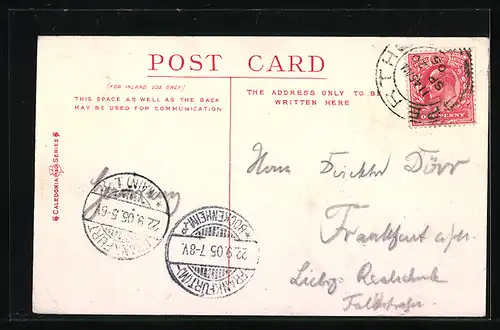 POST CARD
(FOR INLAND USE ONLY)
THIS SPACE AS WELL AS THE BACK
MAY BE USED FOR COMMUNICATION.
THE ADDRESS ONLY TO BE
WRITTEN HERE
CALEDONIA SERIES
ONE PENNY
22.9.05. 5-6
FRANKFURT (M)-BOCKENHEIM
22.9.05. 7-8V.
Herrn Direktor Dörr
Frankfurt a/m.
Liebig-Realschule
Falkstrasse